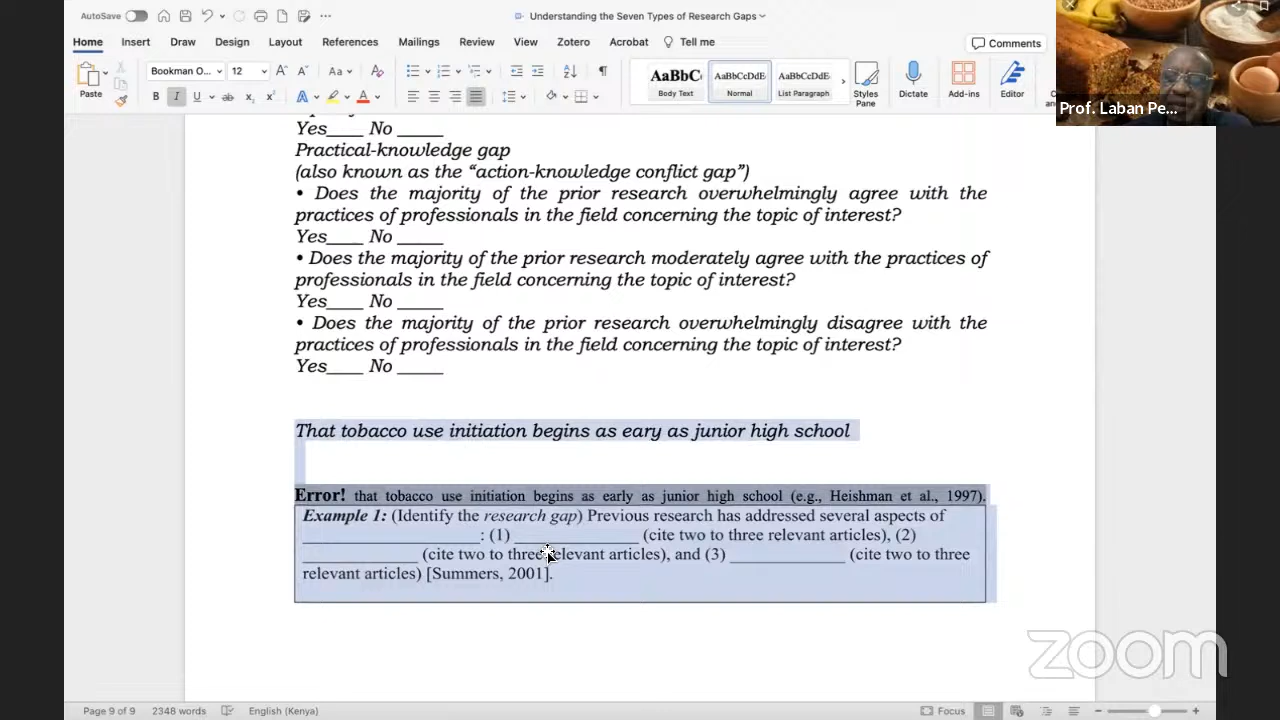 AutoSave
Understanding the Seven Types of Research Gaps
Home Insert Draw Design Layout References Mailings Review View Zotero Acrobat Tell me
Comments
Paste
Bookman O... 12
AaBbC AaBbCcDdE AaBbCcDdE
Body Text Normal List Paragraph
Styles Pane
Dictate
Add-ins
Editor
Prof. Laban Pe...
Yes____ No _____
Practical-knowledge gap
(also known as the “action-knowledge conflict gap”)
• Does the majority of the prior research overwhelmingly agree with the
practices of professionals in the field concerning the topic of interest?
Yes____ No _____
• Does the majority of the prior research moderately agree with the practices of
professionals in the field concerning the topic of interest?
Yes____ No _____
• Does the majority of the prior research overwhelmingly disagree with the
practices of professionals in the field concerning the topic of interest?
Yes____ No _____
That tobacco use initiation begins as eary as junior high school
Error! that tobacco use initiation begins as early as junior high school (e.g., Heishman et al., 1997).
Example 1: (Identify the research gap) Previous research has addressed several aspects of
____________________: (1) ______________ (cite two to three relevant articles), (2)
_____________ (cite two to three relevant articles), and (3) _____________ (cite two to three
relevant articles) [Summers, 2001].
zoom
Page 9 of 9 2348 words English (Kenya) Focus